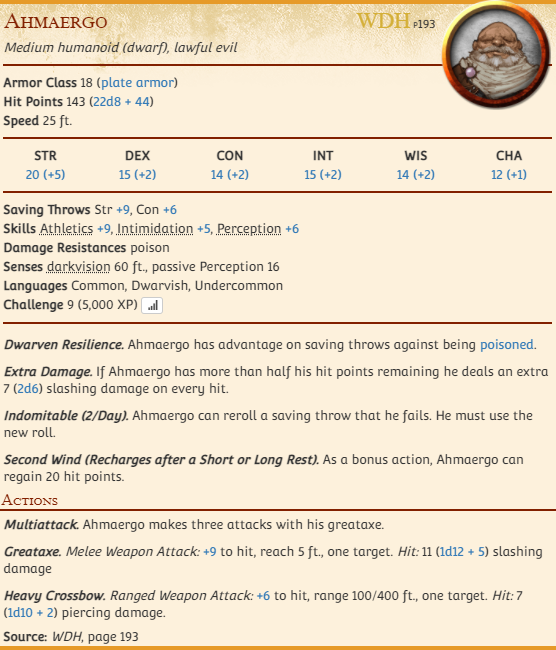 Ahmaergo
WDH p193
Medium humanoid (dwarf), lawful evil
Armor Class 18 (plate armor)
Hit Points 143 (22d8 + 44)
Speed 25 ft.
STR DEX CON INT WIS CHA
20 (+5) 15 (+2) 14 (+2) 15 (+2) 14 (+2) 12 (+1)
Saving Throws Str +9, Con +6
Skills Athletics +9, Intimidation +5, Perception +6
Damage Resistances poison
Senses darkvision 60 ft., passive Perception 16
Languages Common, Dwarvish, Undercommon
Challenge 9 (5,000 XP)
Dwarven Resilience. Ahmaergo has advantage on saving throws against being poisoned.
Extra Damage. If Ahmaergo has more than half his hit points remaining he deals an extra
7 (2d6) slashing damage on every hit.
Indomitable (2/Day). Ahmaergo can reroll a saving throw that he fails. He must use the
new roll.
Second Wind (Recharges after a Short or Long Rest). As a bonus action, Ahmaergo can
regain 20 hit points.
Actions
Multiattack. Ahmaergo makes three attacks with his greataxe.
Greataxe. Melee Weapon Attack: +9 to hit, reach 5 ft., one target. Hit: 11 (1d12 + 5) slashing
damage
Heavy Crossbow. Ranged Weapon Attack: +6 to hit, range 100/400 ft., one target. Hit: 7
(1d10 + 2) piercing damage.
Source: WDH, page 193